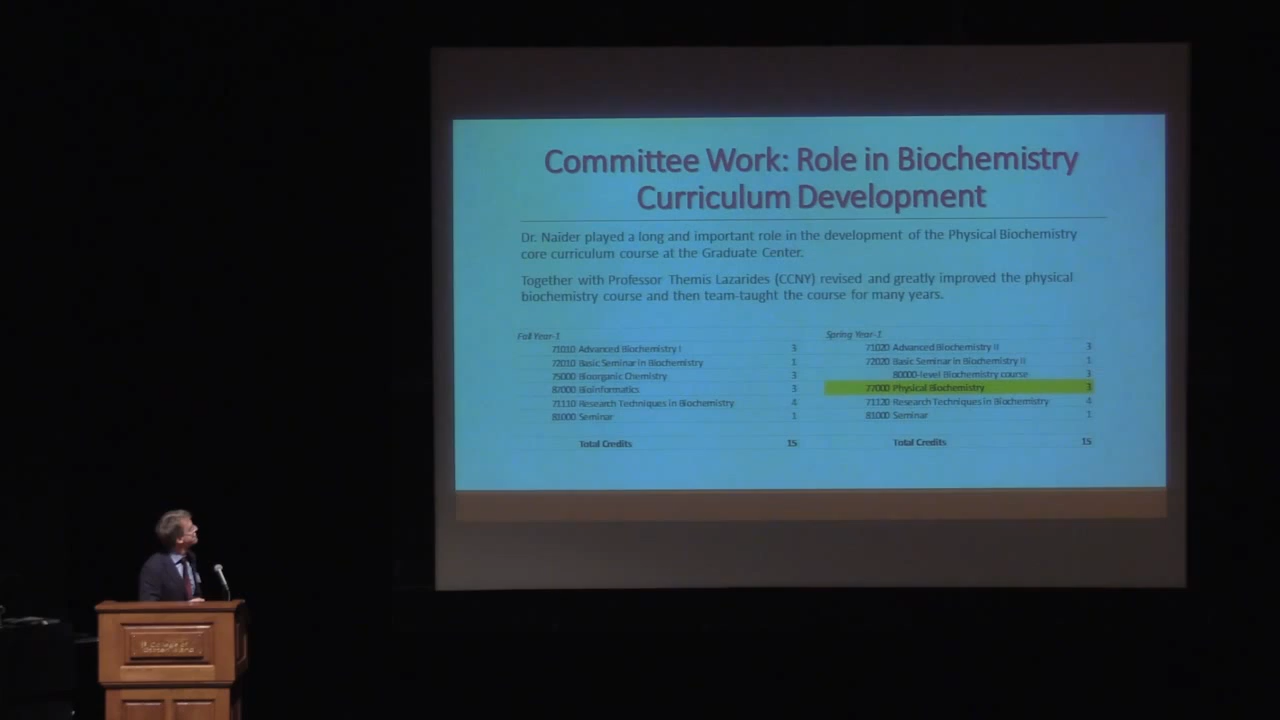 Committee Work: Role in Biochemistry
Curriculum Development
Dr. Naider played a long and important role in the development of the Physical Biochemistry
core curriculum course at the Graduate Center.
Together with Professor Themis Lazarides (CCNY) revised and greatly improved the physical
biochemistry course and then team-taught the course for many years.
Fall Year-1
71010 Advanced Biochemistry I 3
72010 Basic Seminar in Biochemistry 1
75000 Bioorganic Chemistry 3
87000 Bioinformatics 3
71110 Research Techniques in Biochemistry 4
81000 Seminar 1
Total Credits 15
Spring Year-1
71020 Advanced Biochemistry II 3
72020 Basic Seminar in Biochemistry II 1
80000-level Biochemistry course 3
77000 Physical Biochemistry 3
71120 Research Techniques in Biochemistry 4
81000 Seminar 1
Total Credits 15
College of
Staten Island